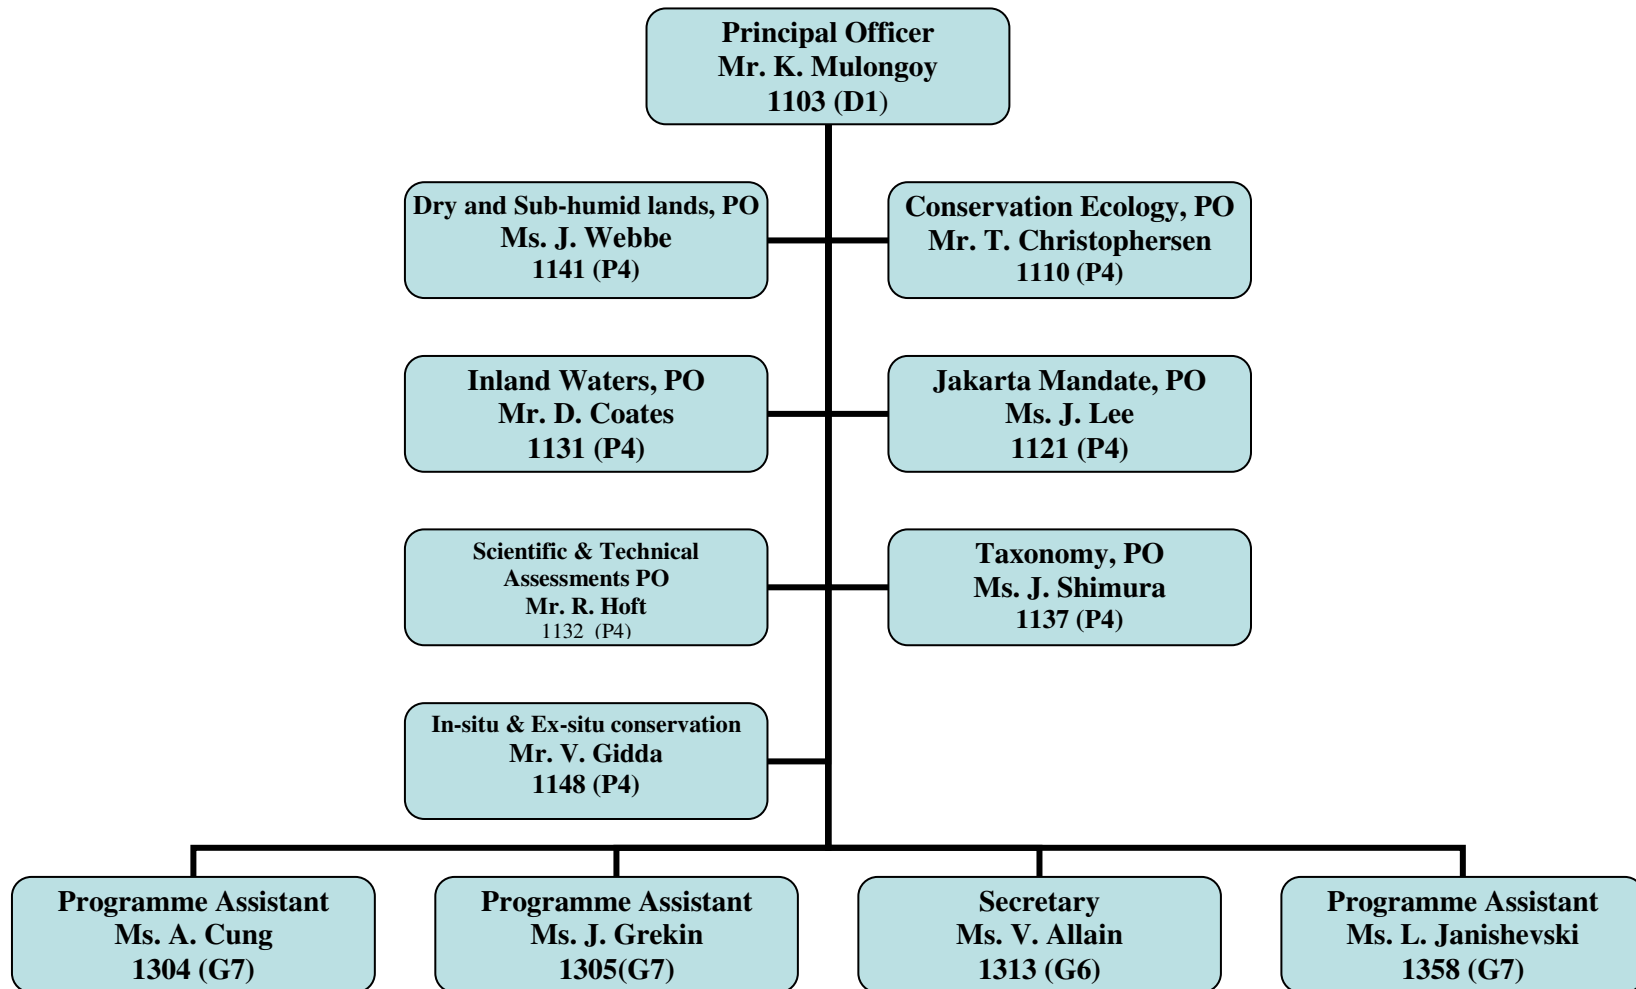 Principal Officer
Mr. K. Mulongoy
1103 (D1)
Dry and Sub-humid lands, PO
Ms. J. Webbe
1141 (P4)
Conservation Ecology, PO
Mr. T. Christophersen
1110 (P4)
Inland Waters, PO
Mr. D. Coates
1131 (P4)
Jakarta Mandate, PO
Ms. J. Lee
1121 (P4)
Scientific & Technical
Assessments PO
Mr. R. Hoft
1132 (P4)
Taxonomy, PO
Ms. J. Shimura
1137 (P4)
In-situ & Ex-situ conservation
Mr. V. Gidda
1148 (P4)
Programme Assistant
Ms. A. Cung
1304 (G7)
Programme Assistant
Ms. J. Grekin
1305(G7)
Secretary
Ms. V. Allain
1313 (G6)
Programme Assistant
Ms. L. Janishevski
1358 (G7)